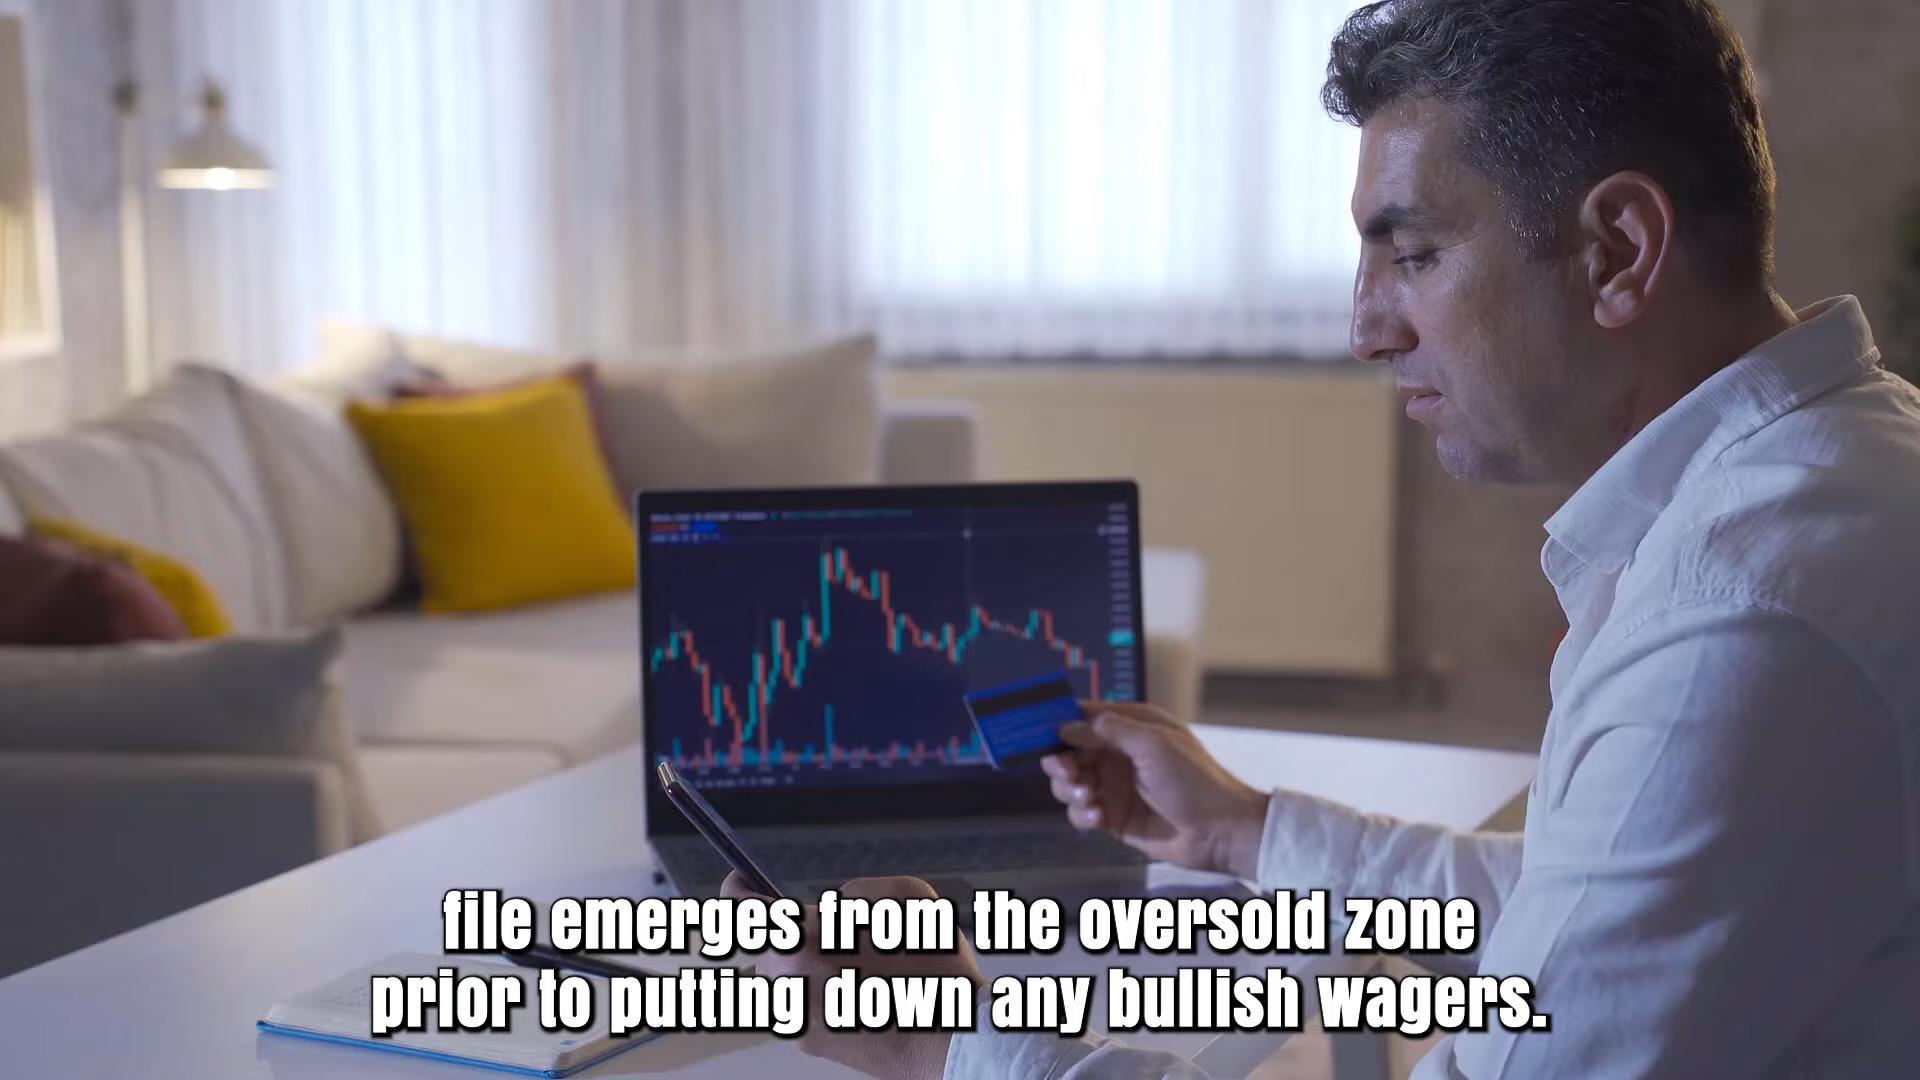 file emerges from the oversold zone
prior to putting down any bullish wagers.